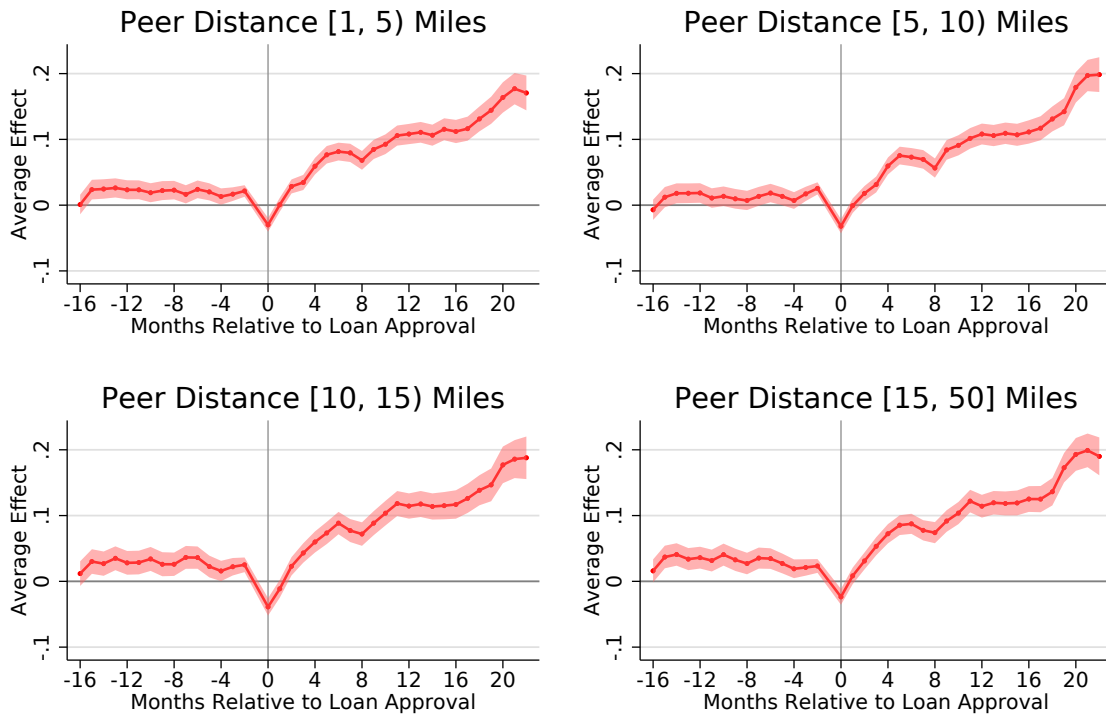 Peer Distance [1, 5) Miles
Average Effect
.2
.1
0
-.1
-16 -12 -8 -4 0 4 8 12 16 20
Months Relative to Loan Approval
Peer Distance [5, 10) Miles
Average Effect
.2
.1
0
-.1
-16 -12 -8 -4 0 4 8 12 16 20
Months Relative to Loan Approval
Peer Distance [10, 15) Miles
Average Effect
.2
.1
0
-.1
-16 -12 -8 -4 0 4 8 12 16 20
Months Relative to Loan Approval
Peer Distance [15, 50] Miles
Average Effect
.2
.1
0
-.1
-16 -12 -8 -4 0 4 8 12 16 20
Months Relative to Loan Approval